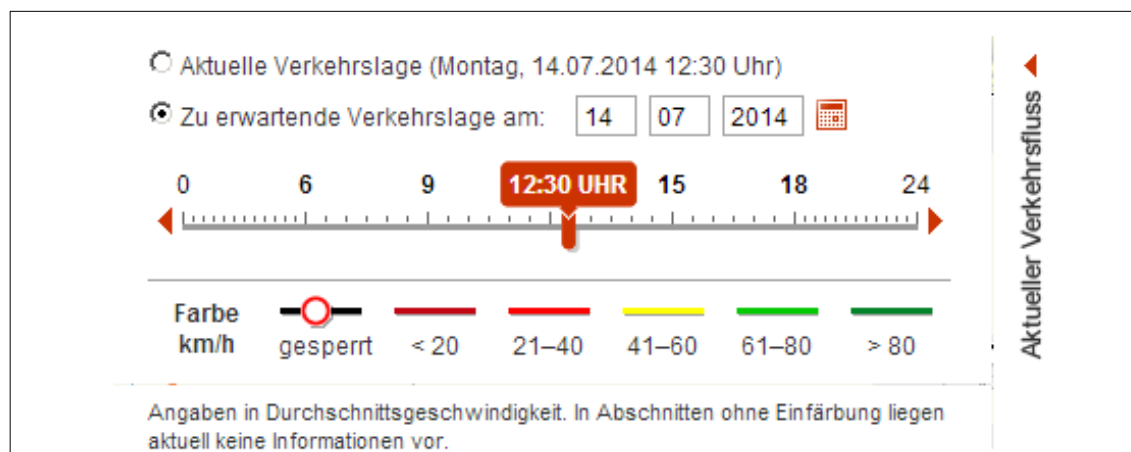 Aktuelle Verkehrslage (Montag, 14.07.2014 12:30 Uhr)
Zu erwartende Verkehrslage am: 14 07 2014
0 6 9 12:30 UHR 15 18 24
Farbe
km/h
gesperrt < 20 21–40 41–60 61–80 > 80
Angaben in Durchschnittsgeschwindigkeit. In Abschnitten ohne Einfärbung liegen
aktuell keine Informationen vor.
Aktueller Verkehrsfluss